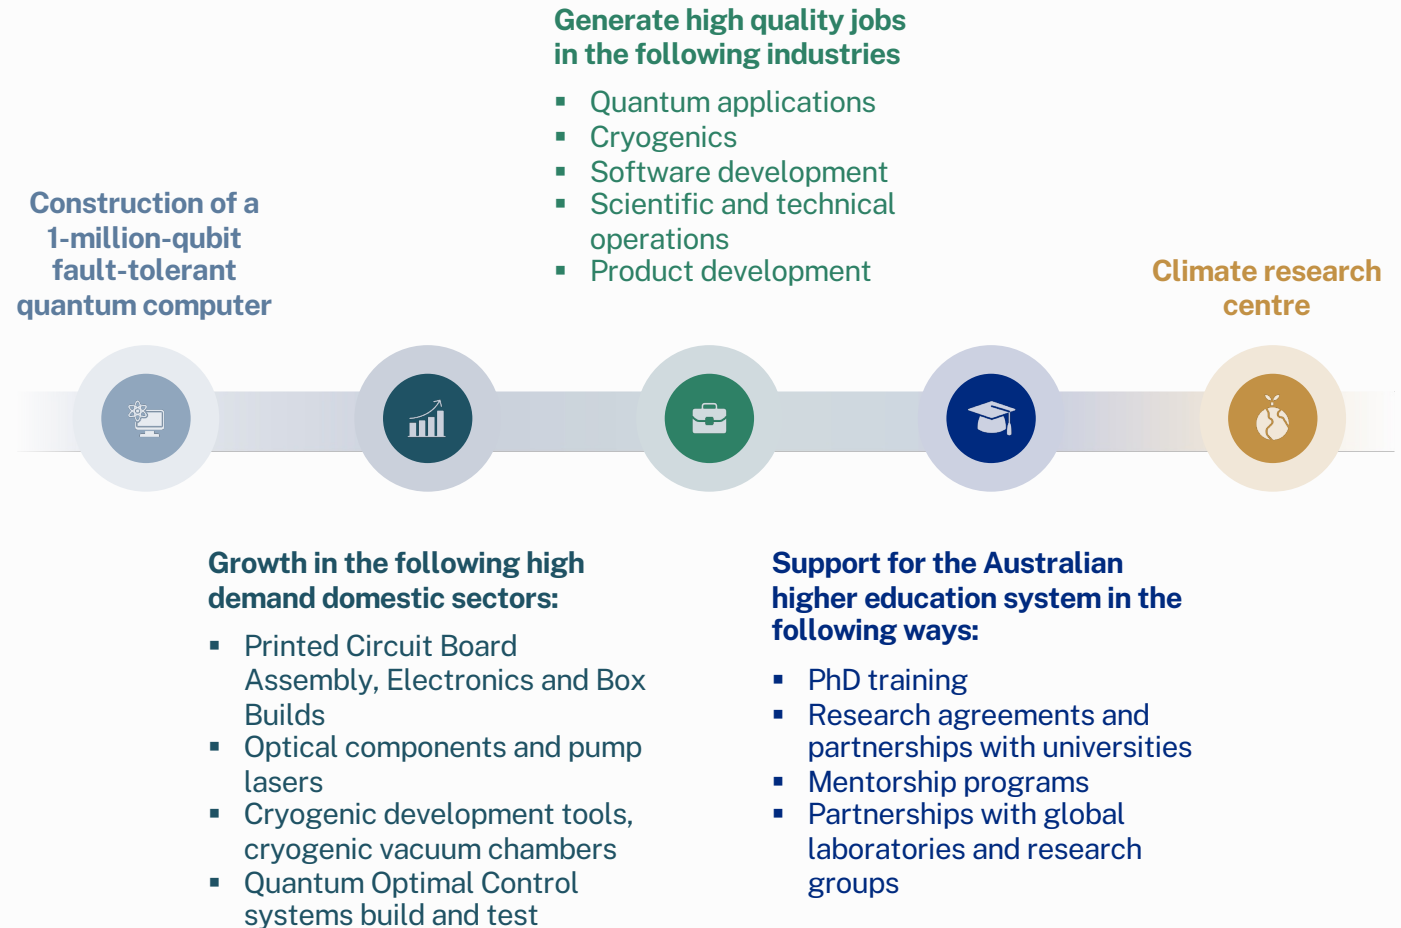 Generate high quality jobs
in the following industries
▪ Quantum applications
▪ Cryogenics
▪ Software development
▪ Scientific and technical
operations
▪ Product development
Construction of a
1-million-qubit
fault-tolerant
quantum computer
Climate research
centre
Growth in the following high
demand domestic sectors:
▪ Printed Circuit Board
Assembly, Electronics and Box
Builds
▪ Optical components and pump
lasers
▪ Cryogenic development tools,
cryogenic vacuum chambers
▪ Quantum Optimal Control
systems build and test
Support for the Australian
higher education system in the
following ways:
▪ PhD training
▪ Research agreements and
partnerships with universities
▪ Mentorship programs
▪ Partnerships with global
laboratories and research
groups